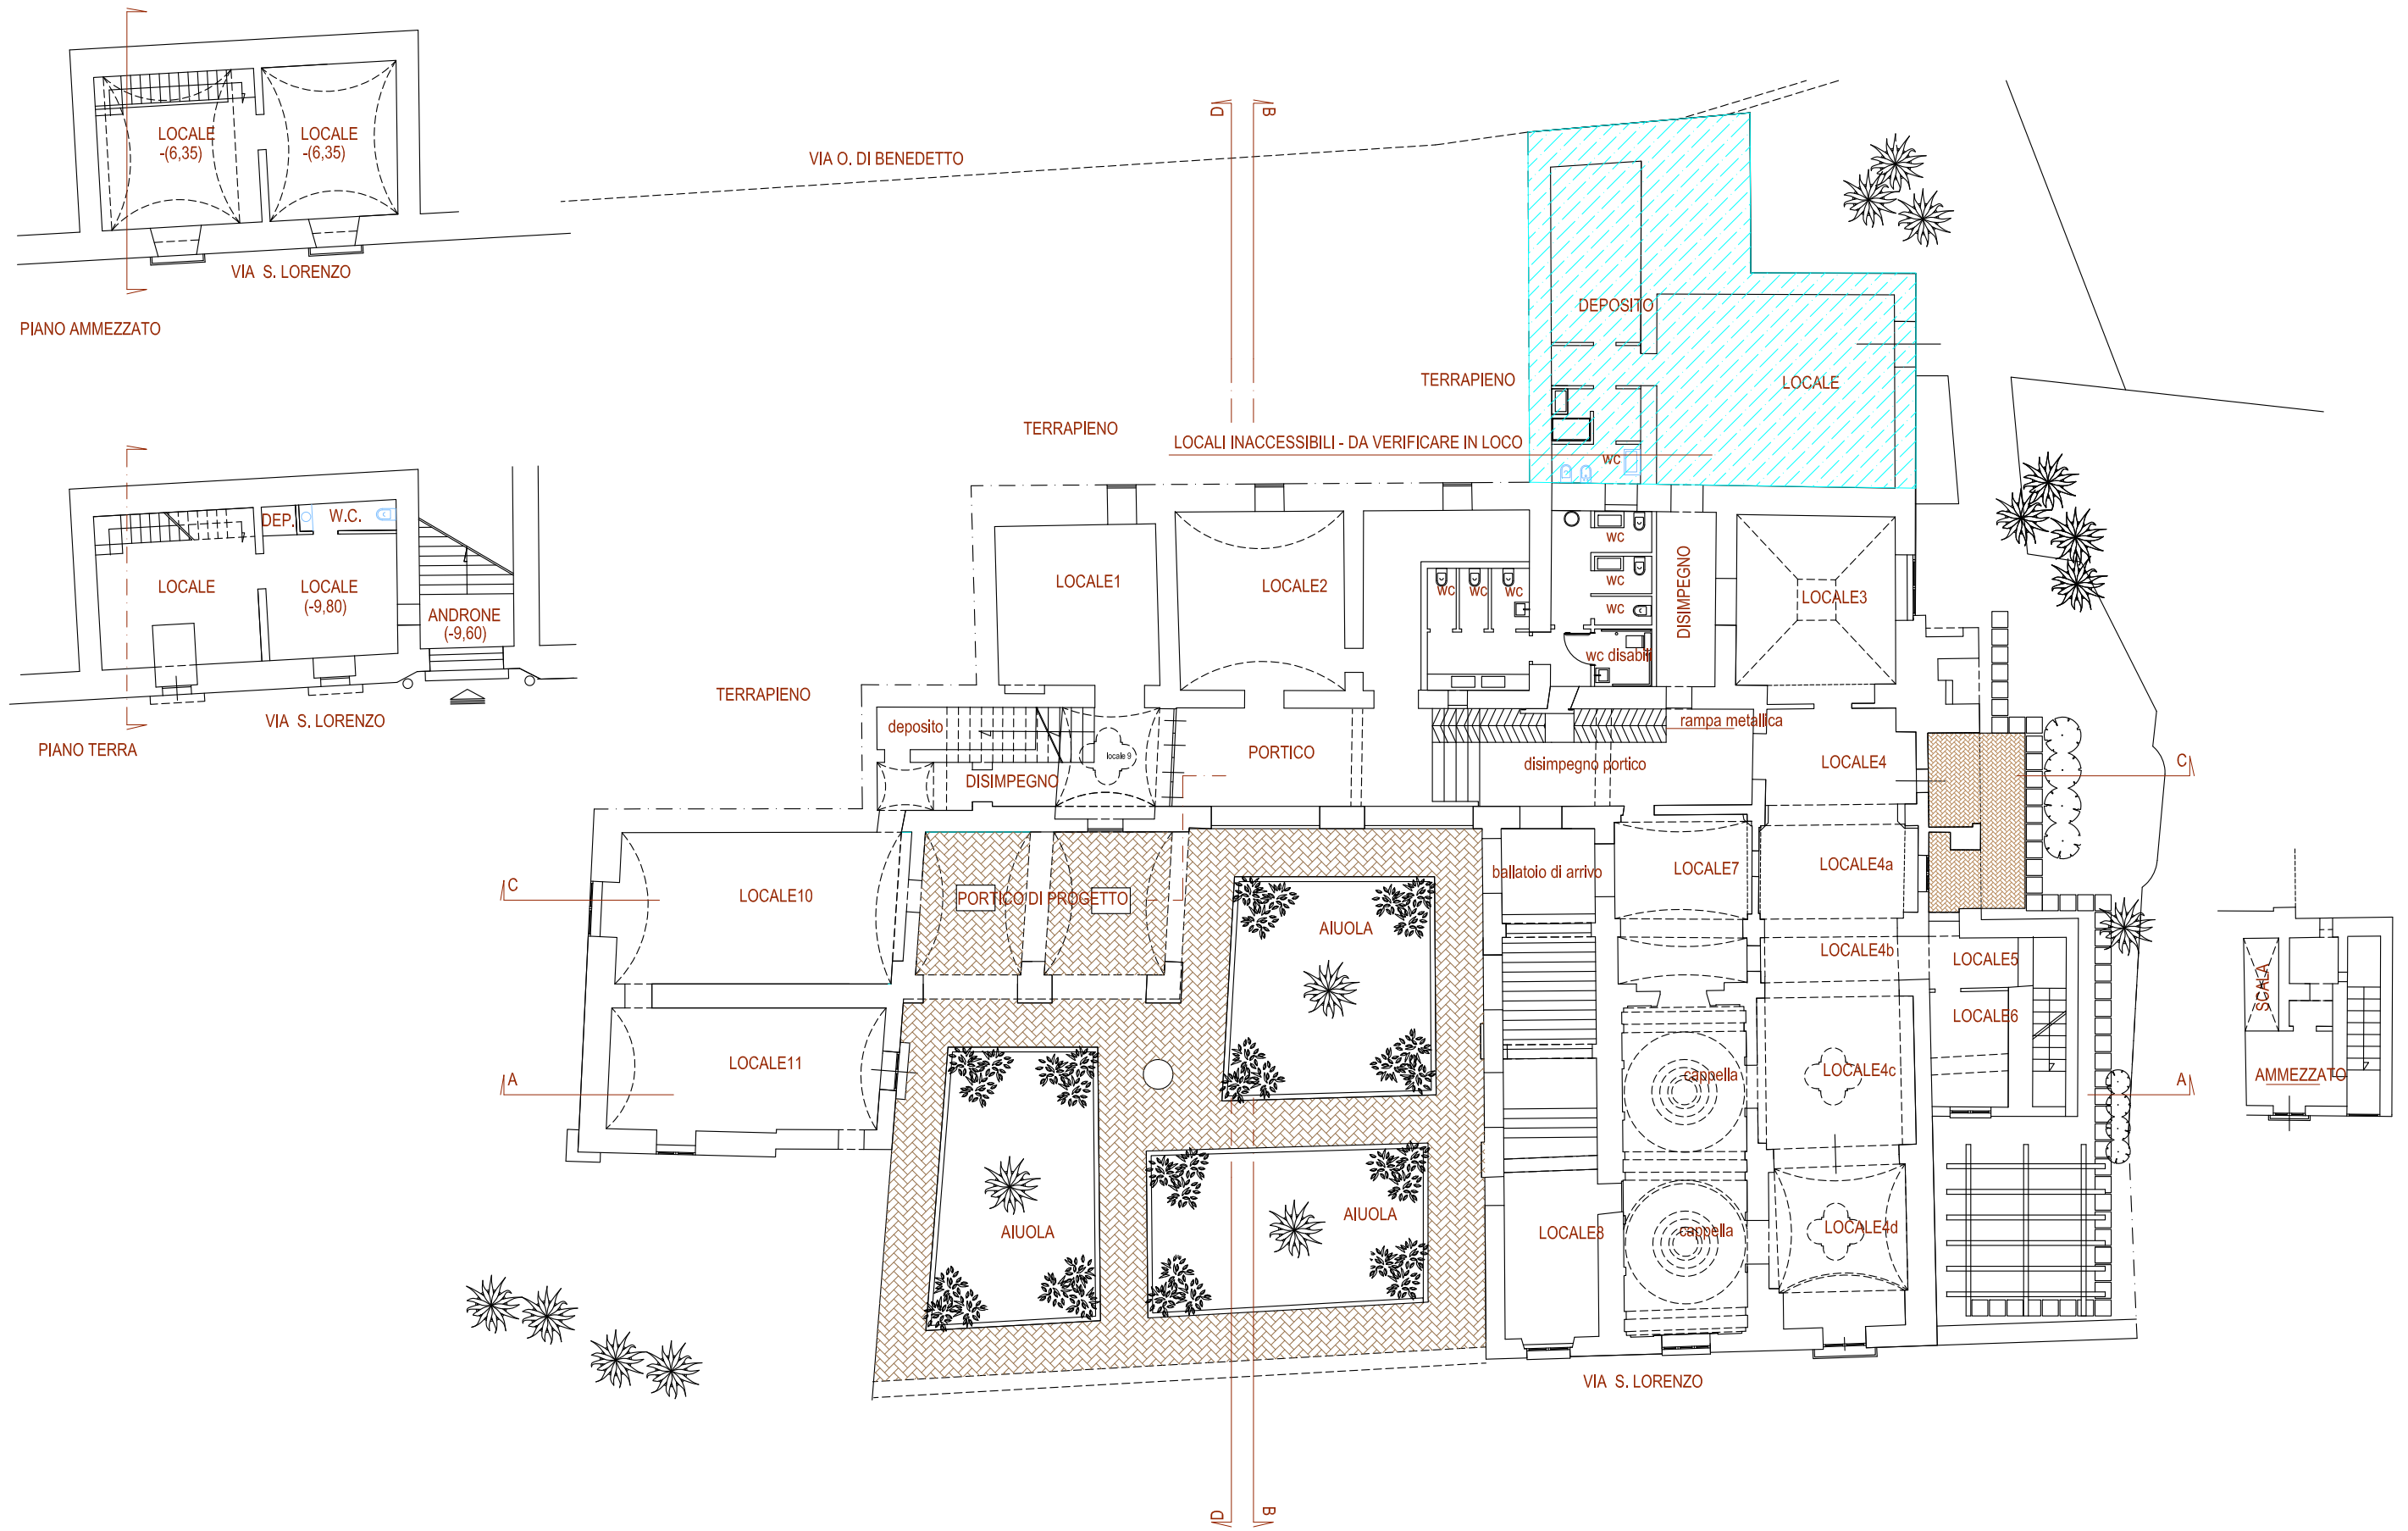 D
B
LOCALE
-(6,35)
LOCALE
-(6,35)
VIA O. DI BENEDETTO
VIA S. LORENZO
PIANO AMMEZZATO
DEPOSITO
LOCALE
TERRAPIENO
TERRAPIENO
LOCALI INACCESSIBILI - DA VERIFICARE IN LOCO
wc
DEP.
W.C.
LOCALE
LOCALE
(-9,80)
ANDRONE
(-9,60)
VIA S. LORENZO
PIANO TERRA
LOCALE1
LOCALE2
wc
wc
wc
wc
wc
wc
wc disabili
DISIMPEGNO
LOCALE3
TERRAPIENO
deposito
locale 9
DISIMPEGNO
PORTICO
rampa metallica
disimpegno portico
LOCALE4
C
C
LOCALE10
PORTICO DI PROGETTO
ballatoio di arrivo
LOCALE7
LOCALE4a
AIUOLA
LOCALE4b
LOCALE5
LOCALE6
SCALA
LOCALE11
cappella
LOCALE4c
A
A
AMMEZZATO
AIUOLA
AIUOLA
LOCALE8
cappella
LOCALE4d
VIA S. LORENZO
D
B